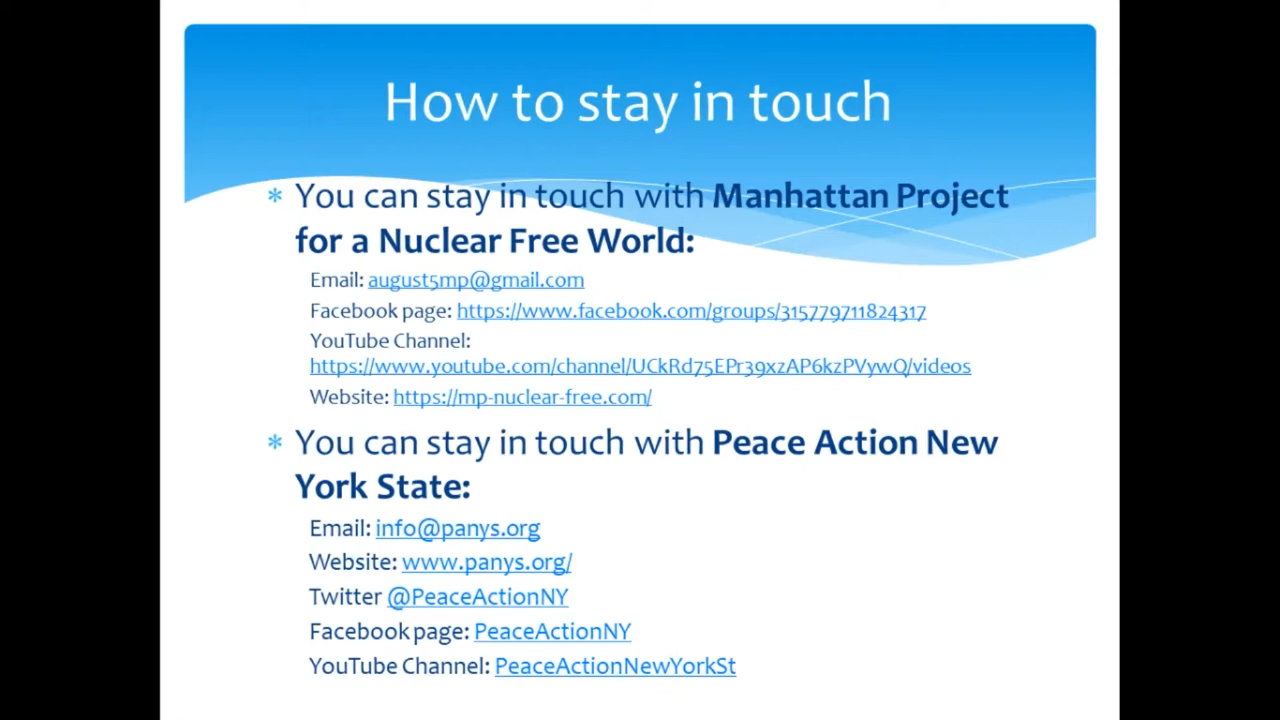 How to stay in touch
* You can stay in touch with Manhattan Project
for a Nuclear Free World:
Email: august5mp@gmail.com
Facebook page: https://www.facebook.com/groups/315779711824317
YouTube Channel:
https://www.youtube.com/channel/UCkRd75EPr39xzAP6kzPVywQ/videos
Website: https://mp-nuclear-free.com/
* You can stay in touch with Peace Action New
York State:
Email: info@panys.org
Website: www.panys.org/
Twitter @PeaceActionNY
Facebook page: PeaceActionNY
YouTube Channel: PeaceActionNewYorkSt